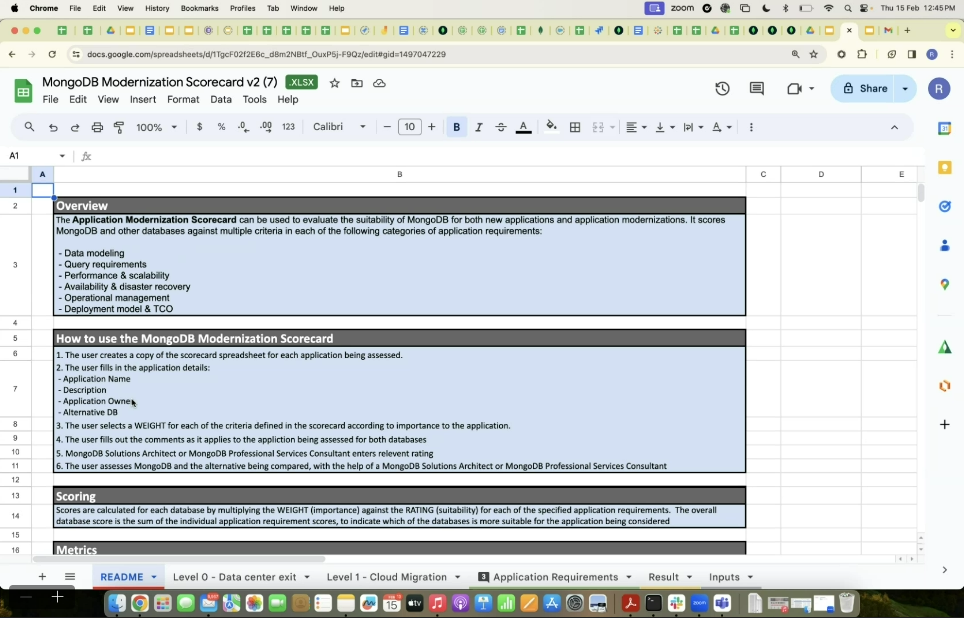 Chrome File Edit View History Bookmarks Profiles Tab Window Help zoom Thu 15 Feb 12:45 PM
docs.google.com/spreadsheets/d/1TgcF02f2E6c_d8m2NBtf_OuxP5j-F9Qz/edit#gid=1497047229 R
MongoDB Modernization Scorecard v2 (7) .XLSX Share R
File Edit View Insert Format Data Tools Help
100% $ % .0 .00 123 Calibri 10 B I A
A1 fx
A B C D E
1
2 Overview
The Application Modernization Scorecard can be used to evaluate the suitability of MongoDB for both new applications and application modernizations. It scores
MongoDB and other databases against multiple criteria in each of the following categories of application requirements:
- Data modeling
3 - Query requirements
- Performance & scalability
- Availability & disaster recovery
- Operational management
- Deployment model & TCO
4
5 How to use the MongoDB Modernization Scorecard
6 1. The user creates a copy of the scorecard spreadsheet for each application being assessed.
2. The user fills in the application details:
- Application Name
7 - Description
- Application Owner
- Alternative DB
8 3. The user selects a WEIGHT for each of the criteria defined in the scorecard according to importance to the application.
9 4. The user fills out the comments as it applies to the appliction being assessed for both databases
10 5. MongoDB Solutions Architect or MongoDB Professional Services Consultant enters relevent rating
11 6. The user assesses MongoDB and the alternative being compared, with the help of a MongoDB Solutions Architect or MongoDB Professional Services Consultant
12
13 Scoring
Scores are calculated for each database by multiplying the WEIGHT (importance) against the RATING (suitability) for each of the specified application requirements. The overall
14 database score is the sum of the individual application requirement scores, to indicate which of the databases is more suitable for the application being considered
15
16 Metrics
README Level 0 - Data center exit Level 1 - Cloud Migration 3 Application Requirements Result Inputs